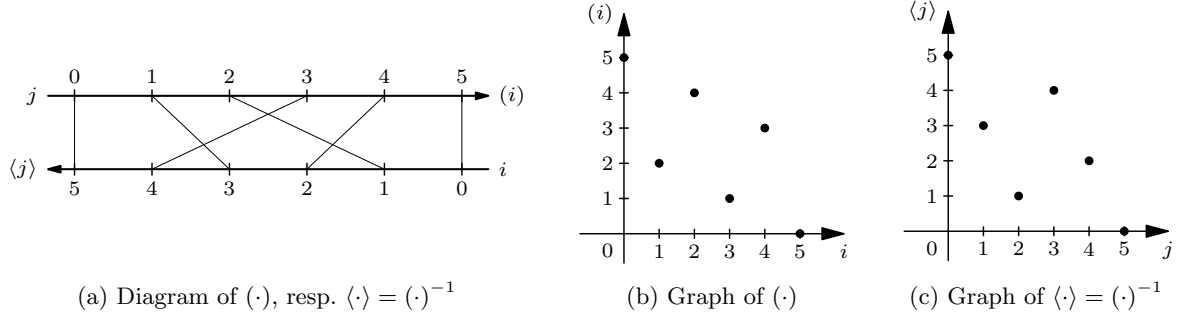 0 1 2 3 4 5
j (i)
⟨j⟩ i
5 4 3 2 1 0
(a) Diagram of (·), resp. ⟨·⟩ = (·)⁻¹
(i)
5
4
3
2
1
0 1 2 3 4 5 i
(b) Graph of (·)
⟨j⟩
5
4
3
2
1
0 1 2 3 4 5 j
(c) Graph of ⟨·⟩ = (·)⁻¹